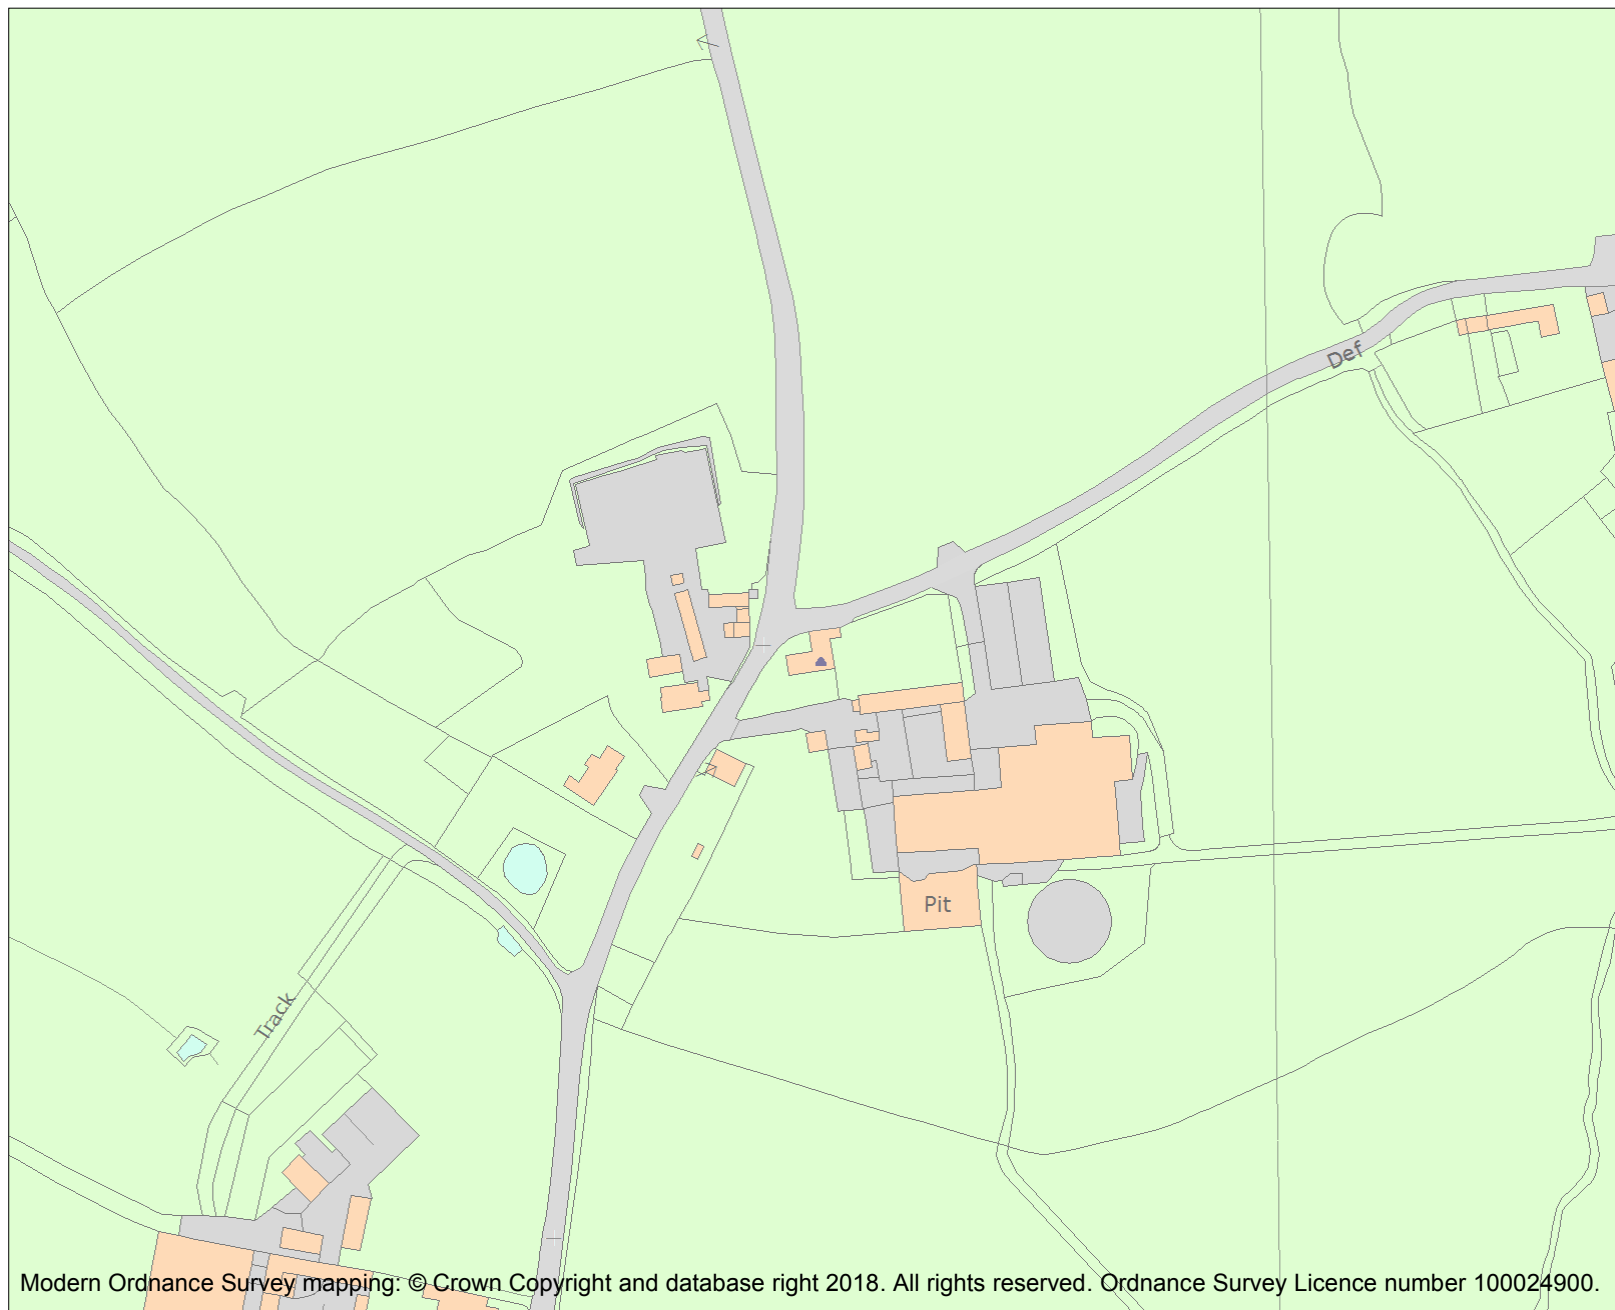 Def
Pit
Track
Modern Ordnance Survey mapping: © Crown Copyright and database right 2018. All rights reserved. Ordnance Survey Licence number 100024900.